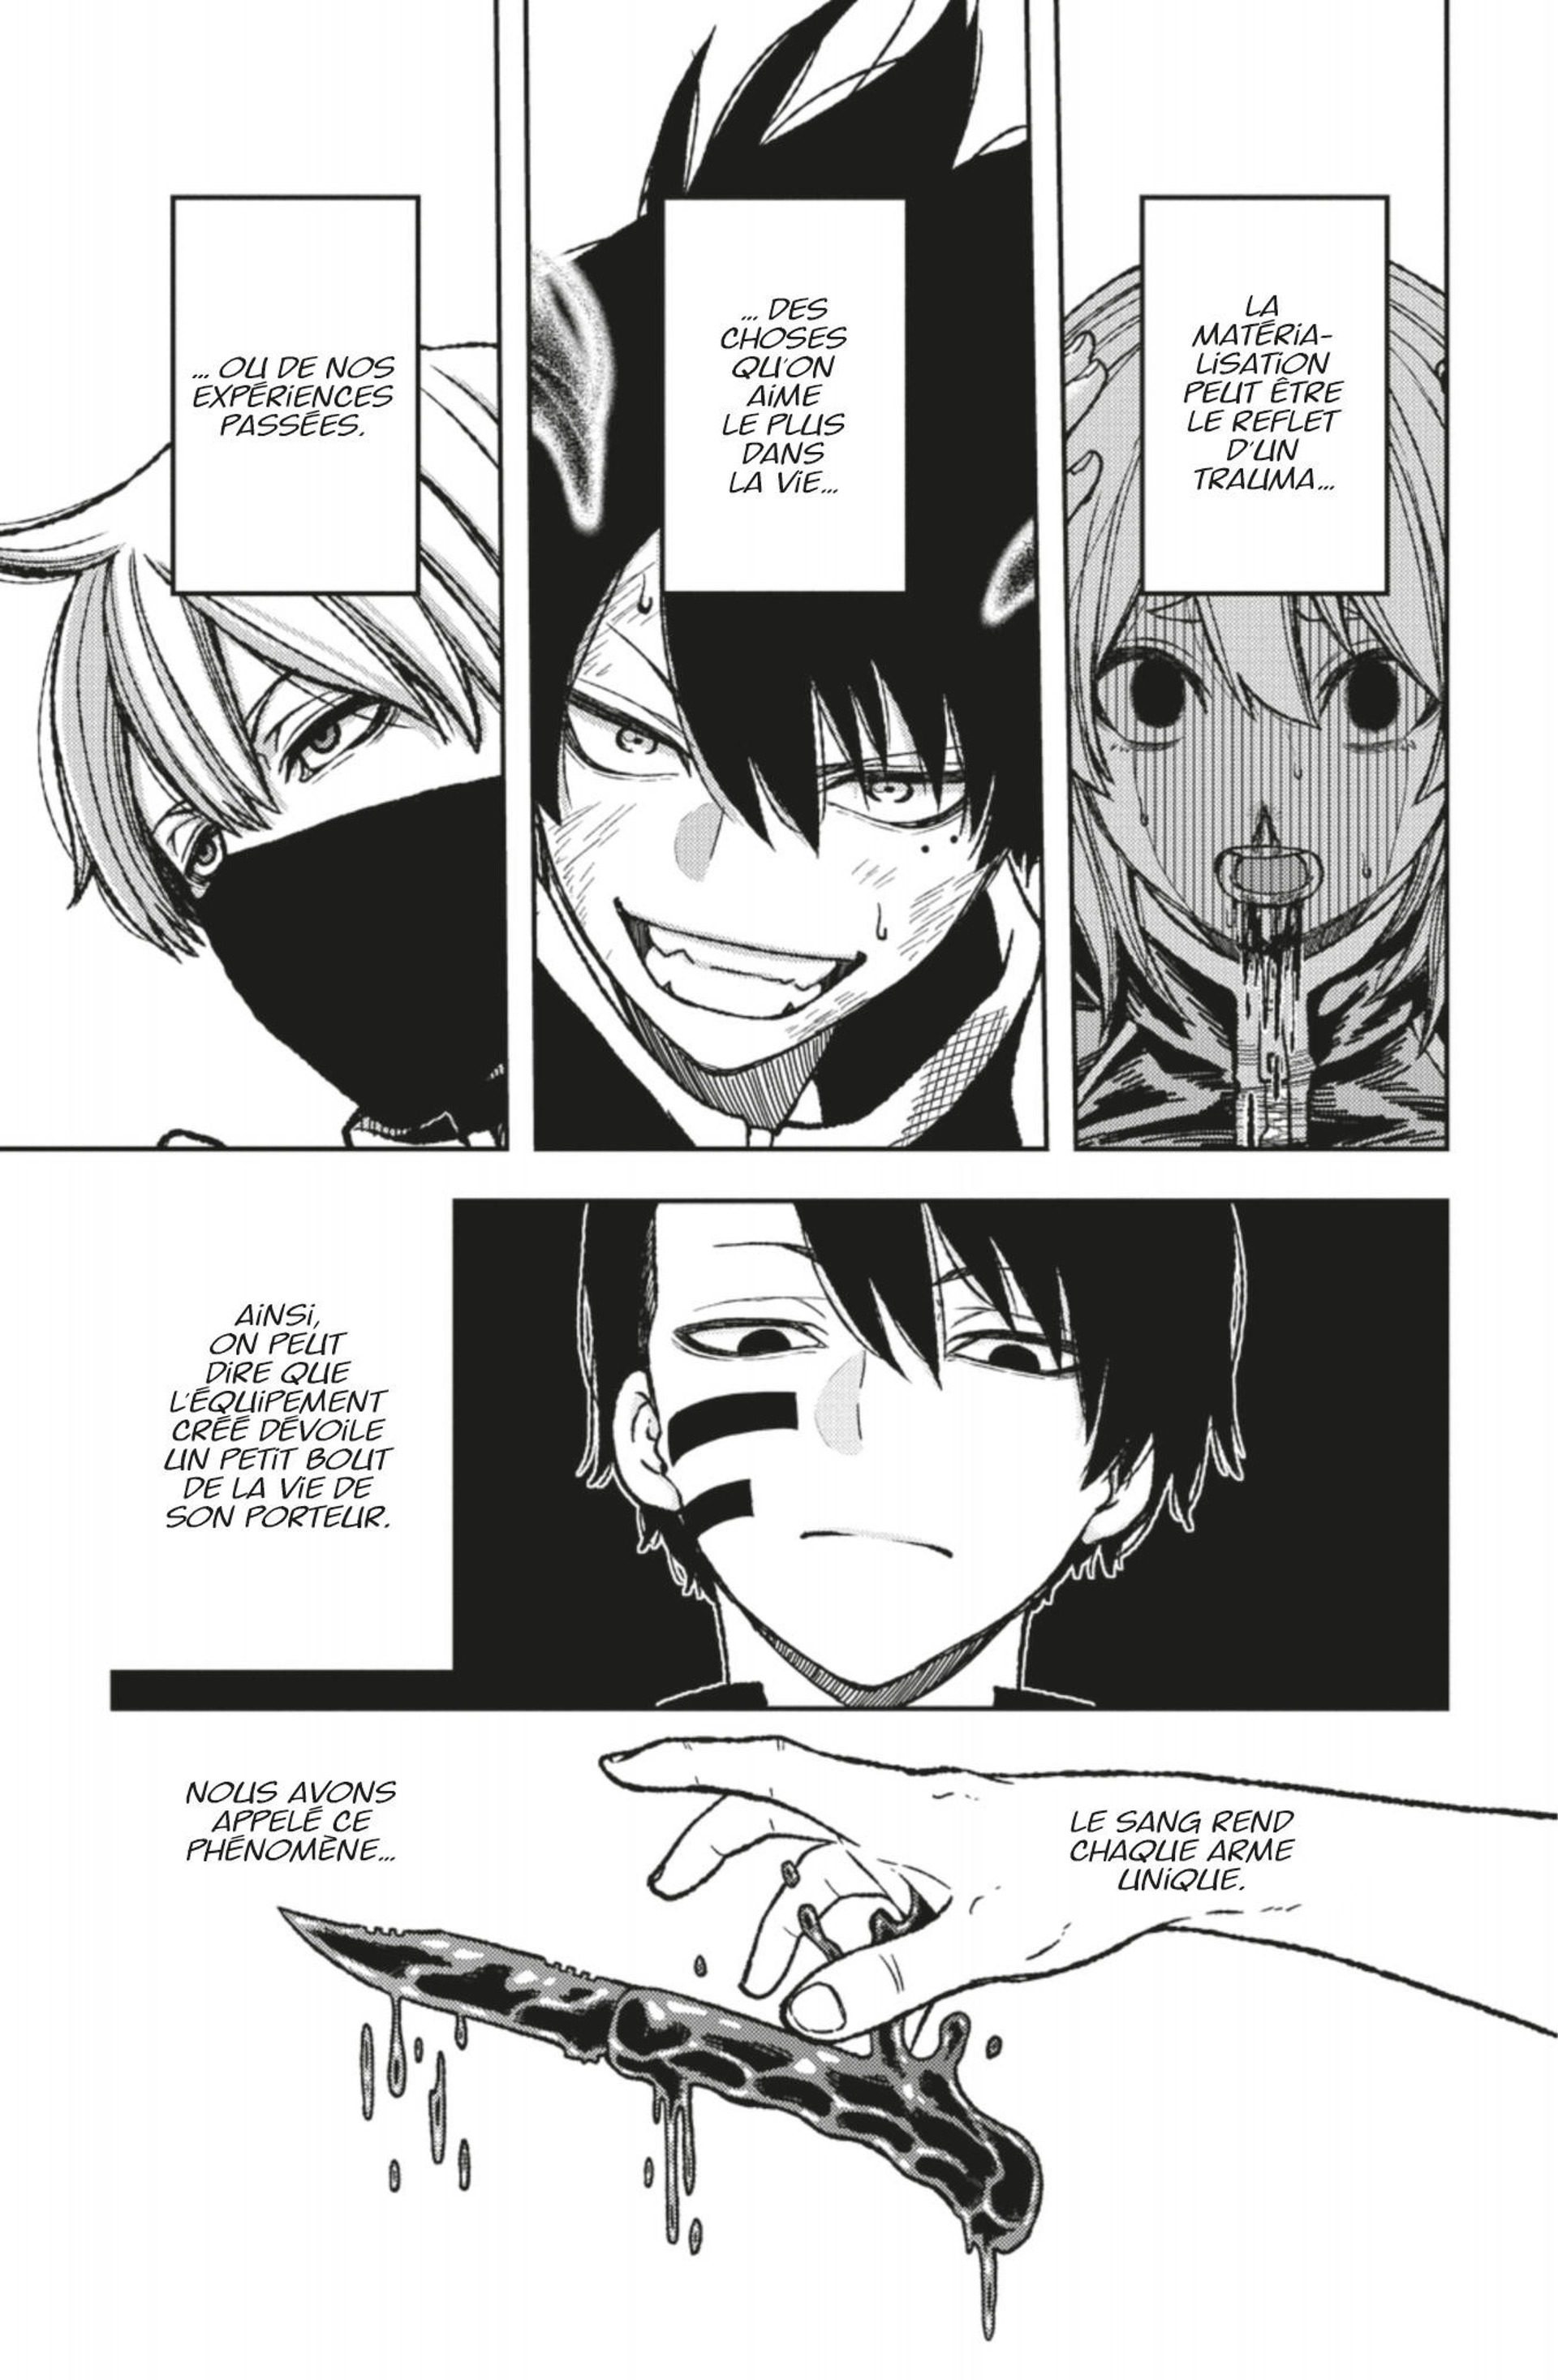 LA
MATÉRIA-
LISATION
PEUT ÊTRE
LE REFLET
D'UN
TRAUMA...
... DES
CHOSES
QU'ON
AIME
LE PLUS
DANS
LA VIE...
... OU DE NOS
EXPÉRIENCES
PASSÉES.
AINSI,
ON PEUT
DIRE QUE
L'ÉQUIPEMENT
CRÉÉ DÉVOILE
UN PETIT BOUT
DE LA VIE DE
SON PORTEUR.
LE SANG REND
CHAQUE ARME
UNIQUE.
NOUS AVONS
APPELÉ CE
PHÉNOMÈNE...